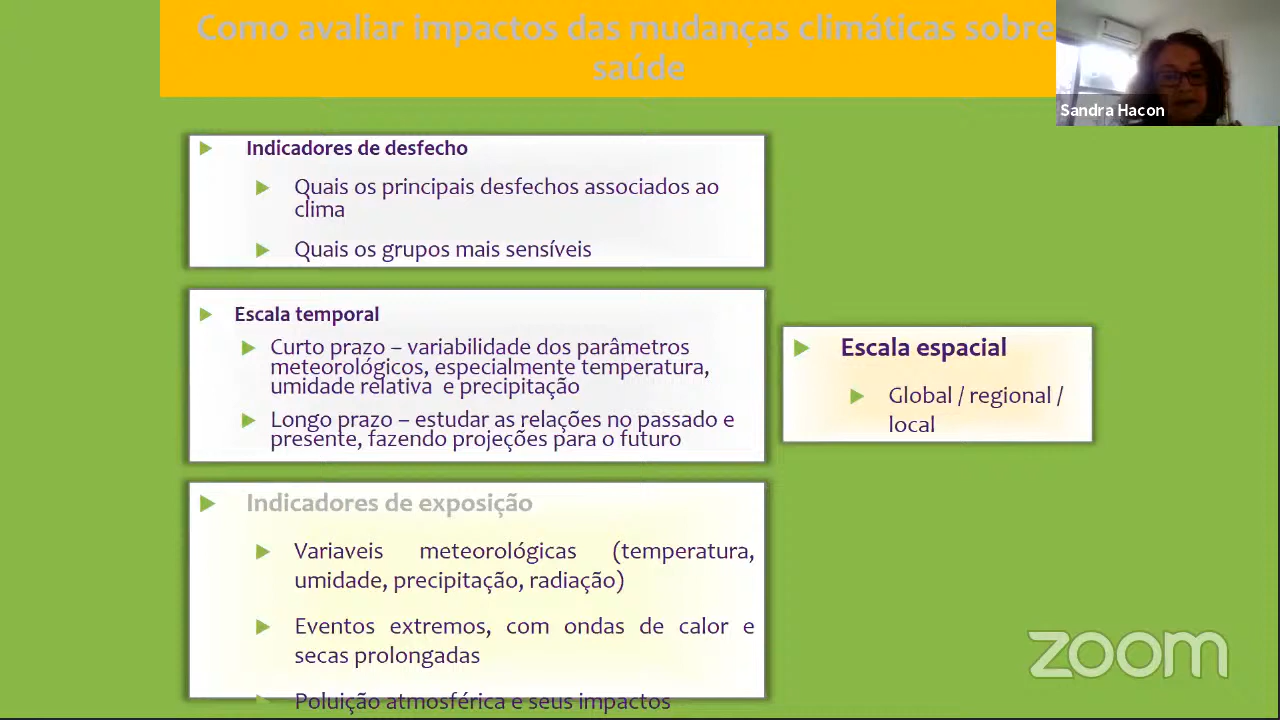 Como avaliar impactos das mudanças climáticas sobre
saúde
Sandra Hacon
Indicadores de desfecho
Quais os principais desfechos associados ao
clima
Quais os grupos mais sensíveis
Escala temporal
Curto prazo – variabilidade dos parâmetros
meteorológicos, especialmente temperatura,
umidade relativa e precipitação
Longo prazo – estudar as relações no passado e
presente, fazendo projeções para o futuro
Escala espacial
Global / regional /
local
Indicadores de exposição
Variaveis meteorológicas (temperatura,
umidade, precipitação, radiação)
Eventos extremos, com ondas de calor e
secas prolongadas
Poluição atmosférica e seus impactos
zoom